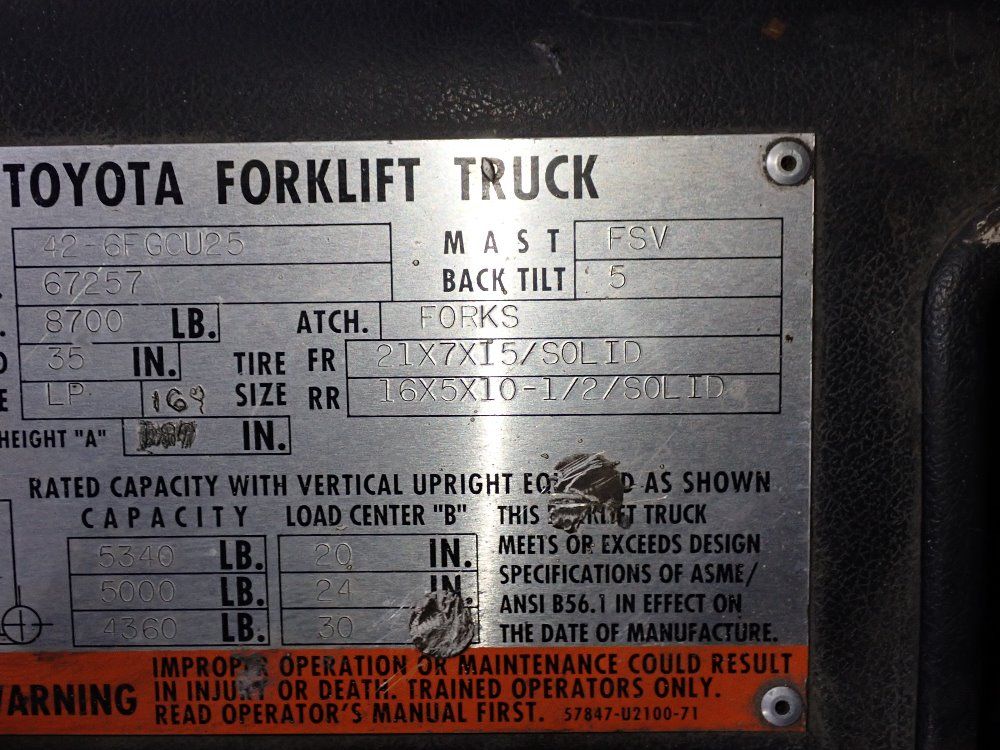 TOYOTA FORKLIFT TRUCK
42-6FGCU25 MAST FSV
67257 BACK TILT 5
8700 LB. ATCH. FORKS
35 IN. TIRE SIZE FR 21X7X15/SOLID
LP 169 RR 16X5X10-1/2/SOLID
HEIGHT "A" IN.
RATED CAPACITY WITH VERTICAL UPRIGHT AS SHOWN
CAPACITY LOAD CENTER "B"
5340 LB. 20 IN.
5000 LB. 24 IN.
4360 LB. 30
THIS TRUCK
MEETS OR EXCEEDS DESIGN
SPECIFICATIONS OF ASME/
ANSI B56.1 IN EFFECT ON
THE DATE OF MANUFACTURE.
WARNING
IMPROPER OPERATION OR MAINTENANCE COULD RESULT
IN INJURY OR DEATH. TRAINED OPERATORS ONLY.
READ OPERATOR'S MANUAL FIRST. 57847-U2100-71